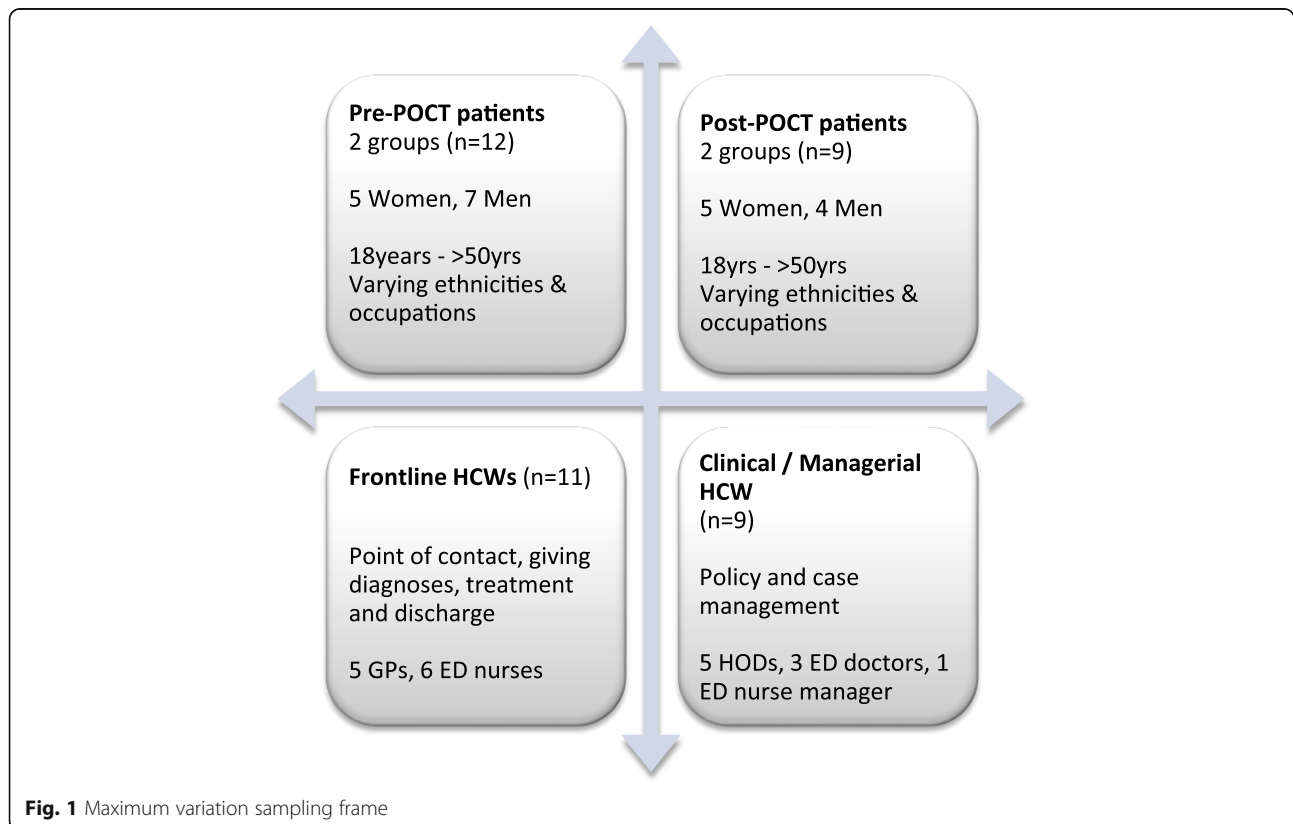 Pre-POCT patients
2 groups (n=12)
5 Women, 7 Men
18years - >50yrs
Varying ethnicities &
occupations
Post-POCT patients
2 groups (n=9)
5 Women, 4 Men
18yrs - >50yrs
Varying ethnicities &
occupations
Frontline HCWs (n=11)
Point of contact, giving
diagnoses, treatment
and discharge
5 GPs, 6 ED nurses
Clinical / Managerial
HCW
(n=9)
Policy and case
management
5 HODs, 3 ED doctors, 1
ED nurse manager
Fig. 1 Maximum variation sampling frame